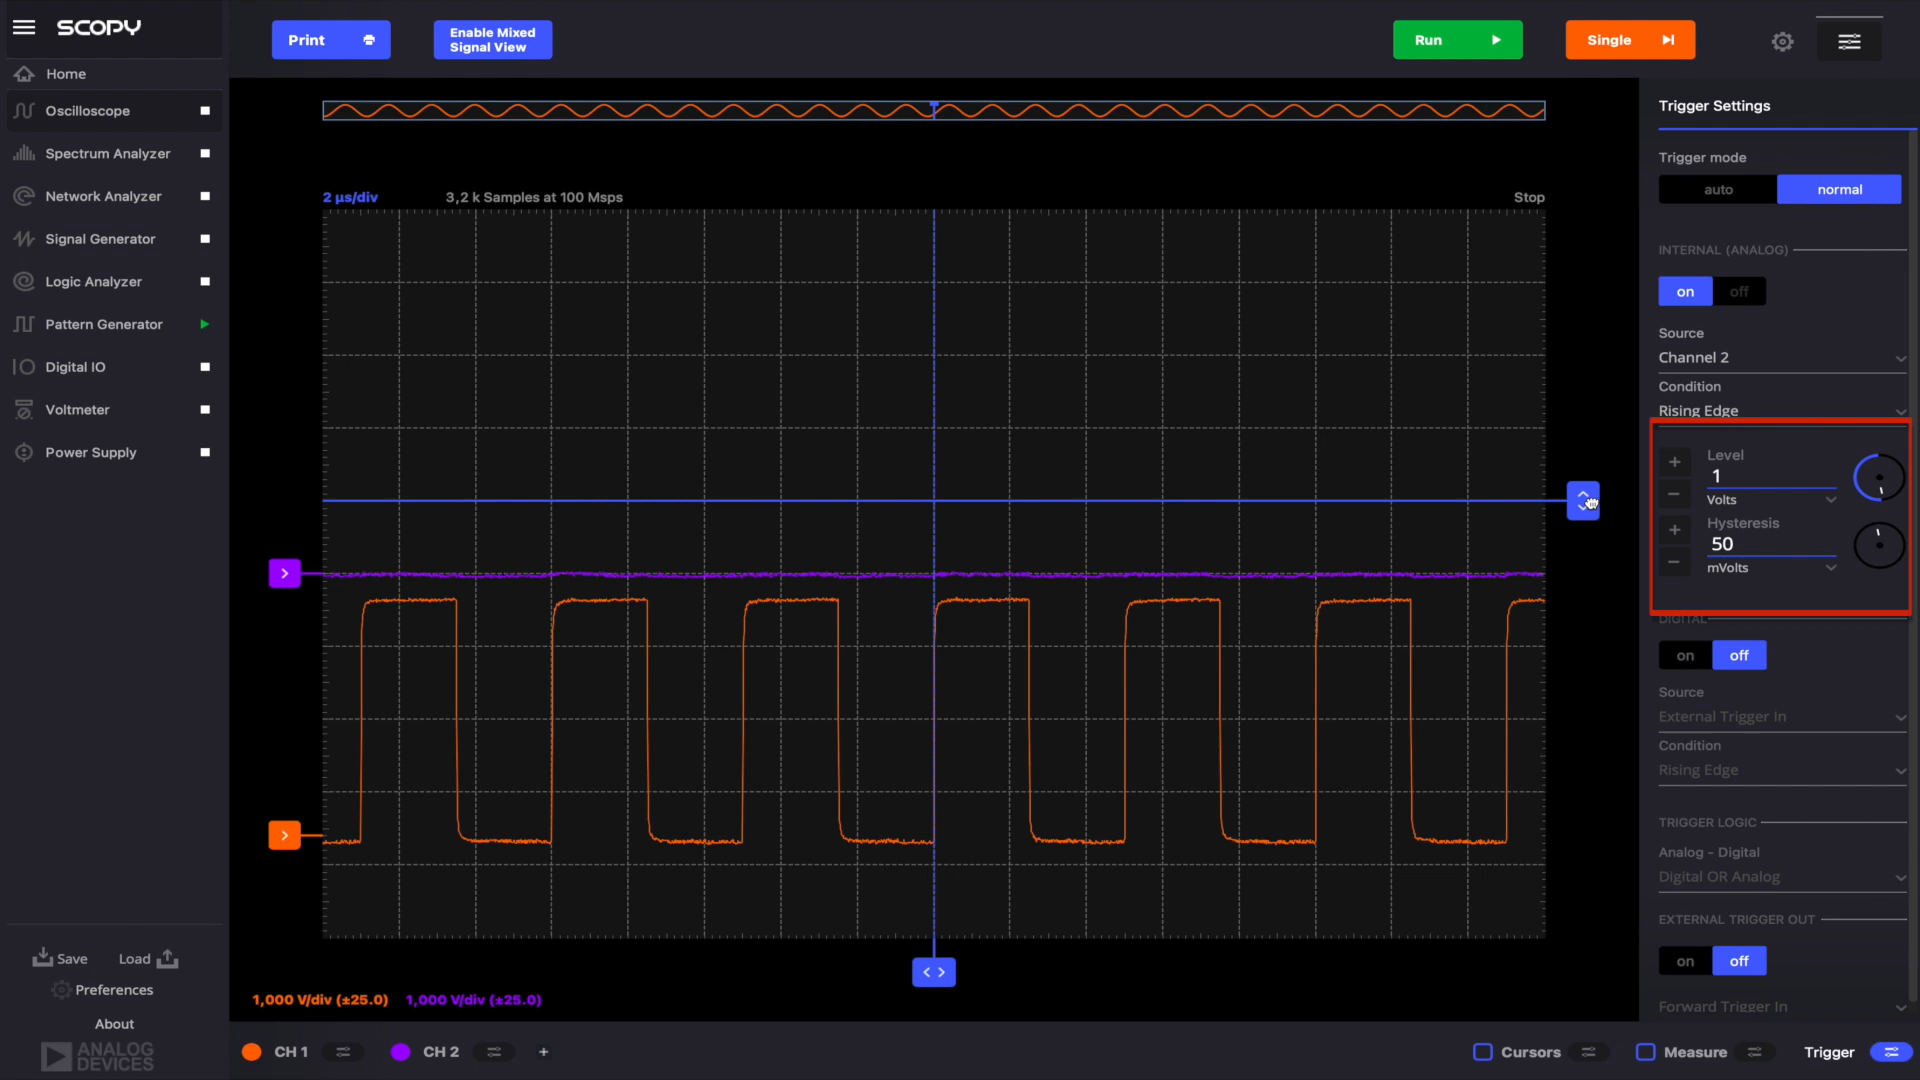 SCOPY
Print
Enable Mixed
Signal View
Run
Single
Home
Oscilloscope
Spectrum Analyzer
Network Analyzer
Signal Generator
Logic Analyzer
Pattern Generator
Digital IO
Voltmeter
Power Supply
Save
Load
Preferences
About
ANALOG
DEVICES
2 µs/div
3,2 k Samples at 100 Msps
Stop
1,000 V/div (±25.0)
1,000 V/div (±25.0)
CH 1
CH 2
+
Cursors
Measure
Trigger
Trigger Settings
Trigger mode
auto
normal
INTERNAL (ANALOG)
on
off
Source
Channel 2
Condition
Rising Edge
+
Level
1
−
Volts
+
Hysteresis
50
−
mVolts
DIGITAL
on
off
Source
External Trigger In
Condition
Rising Edge
TRIGGER LOGIC
Analog - Digital
Digital OR Analog
EXTERNAL TRIGGER OUT
on
off
Forward Trigger In